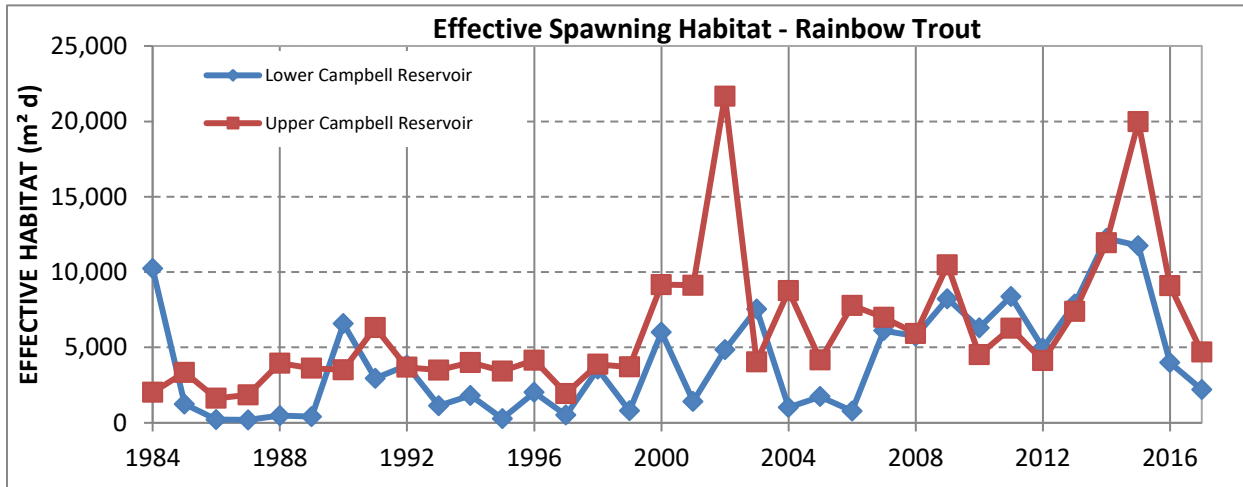 Effective Spawning Habitat - Rainbow Trout
EFFECTIVE HABITAT (m² d)
25,000
20,000
15,000
10,000
5,000
0
Lower Campbell Reservoir
Upper Campbell Reservoir
1984 1988 1992 1996 2000 2004 2008 2012 2016